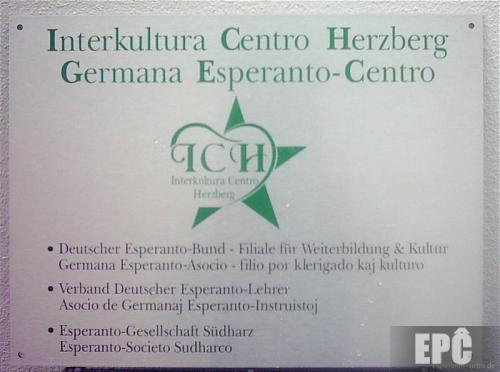 Interkultura Centro Herzberg
Germana Esperanto-Centro
ICH
Interkultura Centro
Herzberg
• Deutscher Esperanto-Bund - Filiale für Weiterbildung & Kultur
Germana Esperanto-Asocio - filio por klerigado kaj kulturo
• Verband Deutscher Esperanto-Lehrer
Asocio de Germanaj Esperanto-Instruistoj
• Esperanto-Gesellschaft Südharz
Esperanto-Societo Sudharco
EPĈ